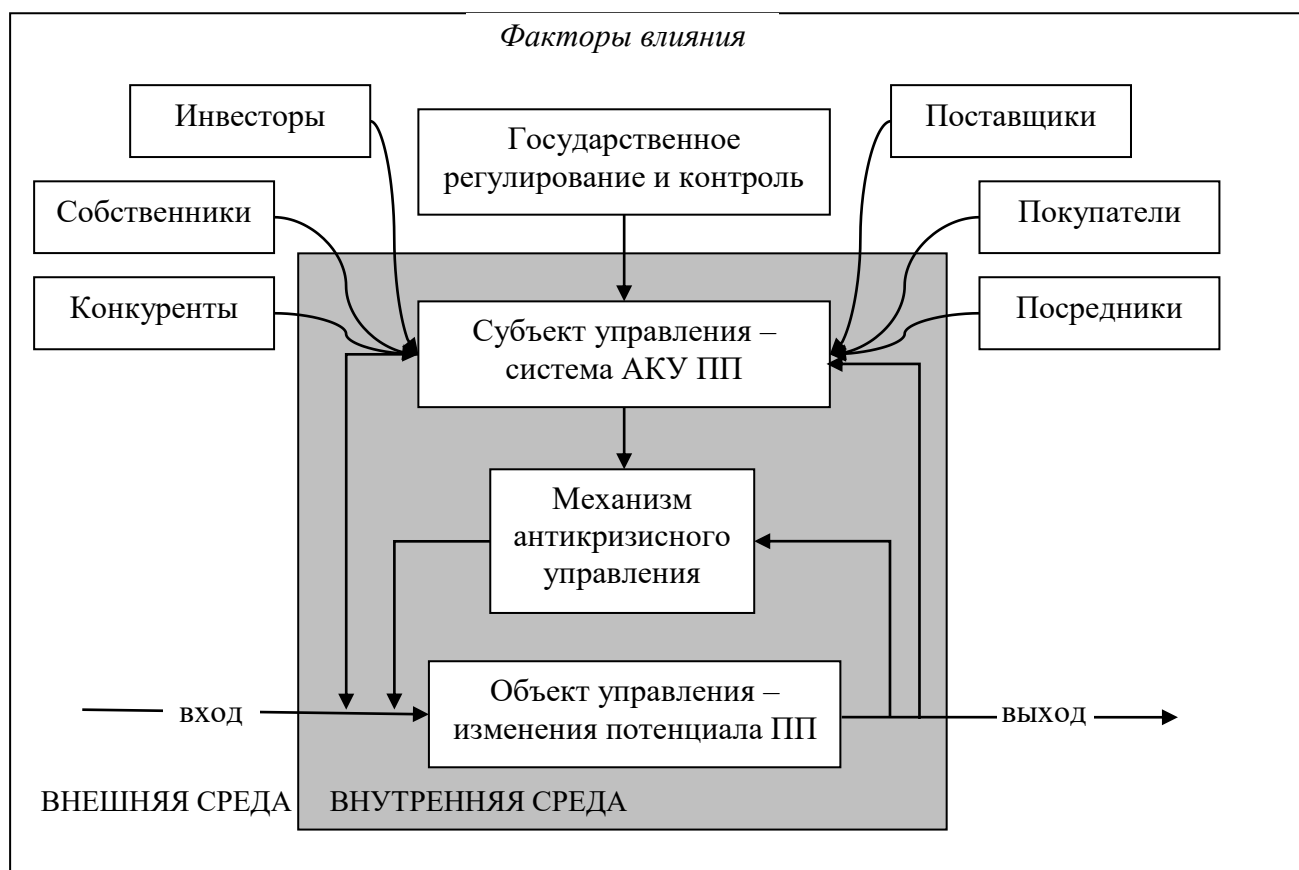 Факторы влияния
Инвесторы
Государственное
регулирование и контроль
Поставщики
Собственники
Покупатели
Конкуренты
Посредники
Субъект управления –
система АКУ ПП
Механизм
антикризисного
управления
вход
Объект управления –
изменения потенциала ПП
выход
ВНЕШНЯЯ СРЕДА
ВНУТРЕННЯЯ СРЕДА